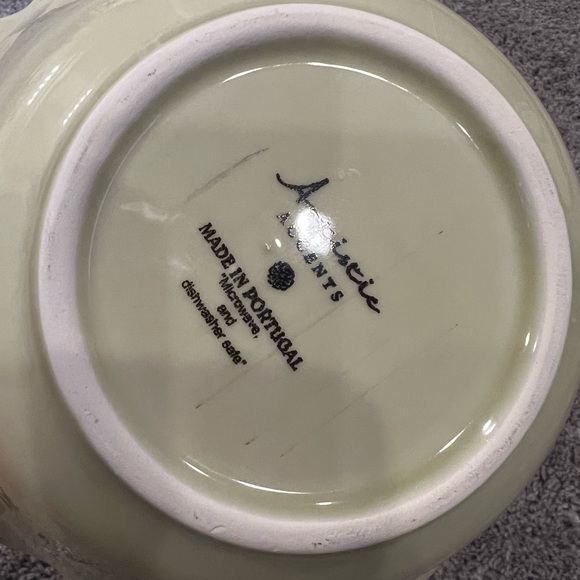 Artistic
ACCENTS
MADE IN PORTUGAL
"Microwave,
and
dishwasher safe"